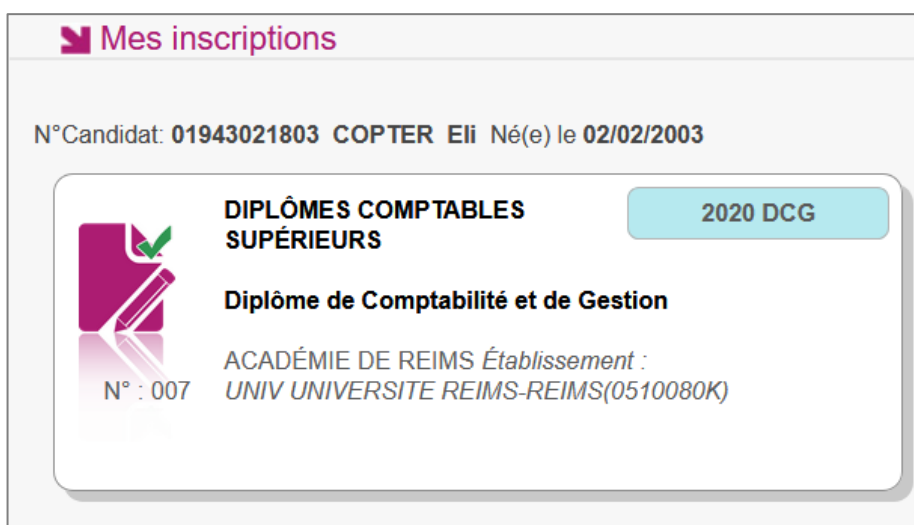 Mes inscriptions
N°Candidat: 01943021803 COPTER Eli Né(e) le 02/02/2003
DIPLÔMES COMPTABLES
SUPÉRIEURS
2020 DCG
Diplôme de Comptabilité et de Gestion
ACADÉMIE DE REIMS Établissement :
N° : 007 UNIV UNIVERSITE REIMS-REIMS(0510080K)